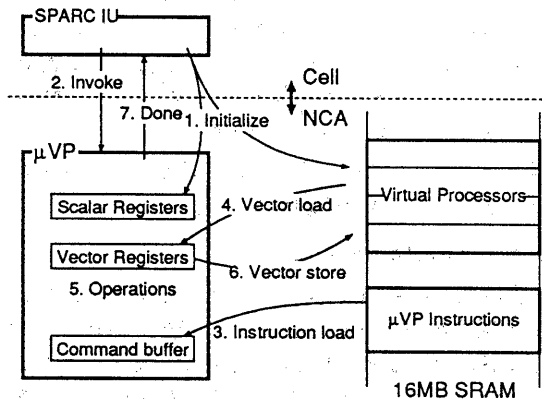 SPARC IU
2. Invoke
Cell
7. Done
1. Initialize
NCA
μVP
Scalar Registers
4. Vector load
Virtual Processors
Vector Registers
6. Vector store
5. Operations
3. Instruction load
μVP Instructions
Command buffer
16MB SRAM